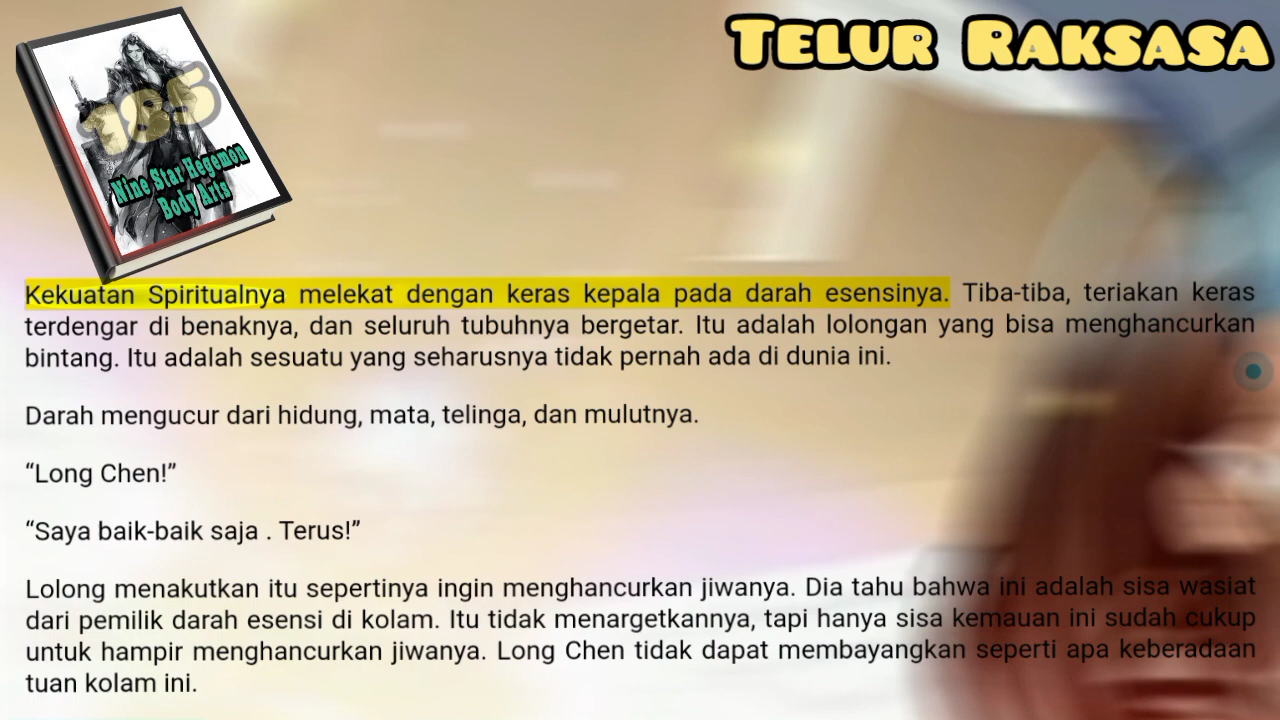 Telur Raksasa
185
Nine Star Hegemon
Body Arts
Kekuatan Spiritualnya melekat dengan keras kepala pada darah esensinya. Tiba-tiba, teriakan keras
terdengar di benaknya, dan seluruh tubuhnya bergetar. Itu adalah lolongan yang bisa menghancurkan
bintang. Itu adalah sesuatu yang seharusnya tidak pernah ada di dunia ini.
Darah mengucur dari hidung, mata, telinga, dan mulutnya.
“Long Chen!”
“Saya baik-baik saja . Terus!”
Lolong menakutkan itu sepertinya ingin menghancurkan jiwanya. Dia tahu bahwa ini adalah sisa wasiat
dari pemilik darah esensi di kolam. Itu tidak menargetkannya, tapi hanya sisa kemauan ini sudah cukup
untuk hampir menghancurkan jiwanya. Long Chen tidak dapat membayangkan seperti apa keberadaan
tuan kolam ini.